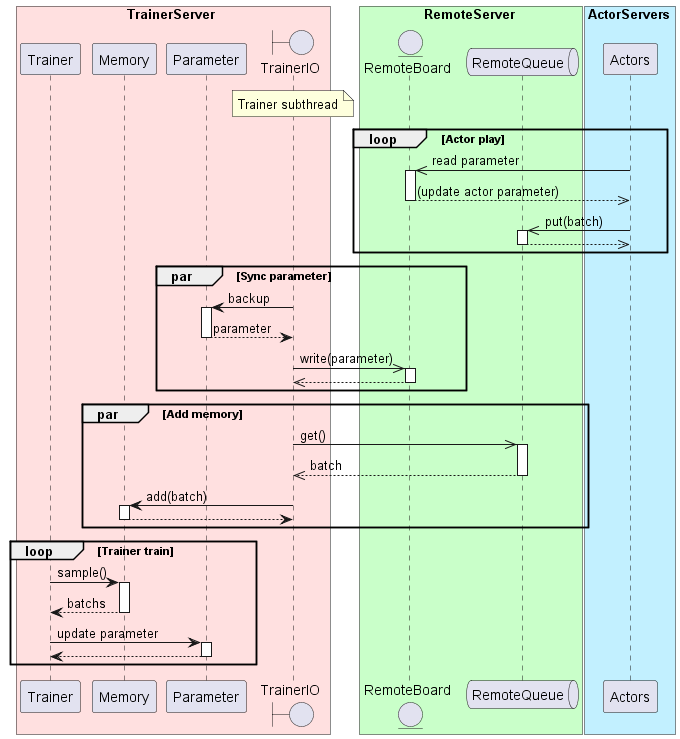 TrainerServer
RemoteServer
ActorServers
Trainer
Memory
Parameter
TrainerIO
RemoteBoard
RemoteQueue
Actors
Trainer subthread
loop
[Actor play]
read parameter
(update actor parameter)
put(batch)
par
[Sync parameter]
backup
parameter
write(parameter)
par
[Add memory]
get()
batch
add(batch)
loop
[Trainer train]
sample()
batchs
update parameter
Trainer
Memory
Parameter
TrainerIO
RemoteBoard
RemoteQueue
Actors